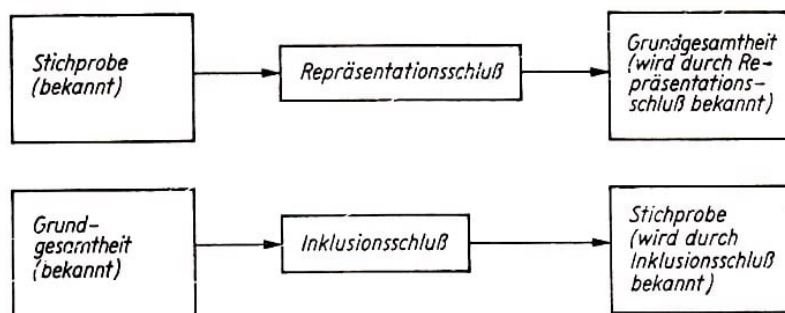 Stichprobe
(bekannt)
Repräsentationsschluß
Grundgesamtheit
(wird durch Re-
präsentations-
schluß bekannt)
Grund-
gesamtheit
(bekannt)
Inklusionsschluß
Stichprobe
(wird durch
Inklusionsschluß
bekannt)